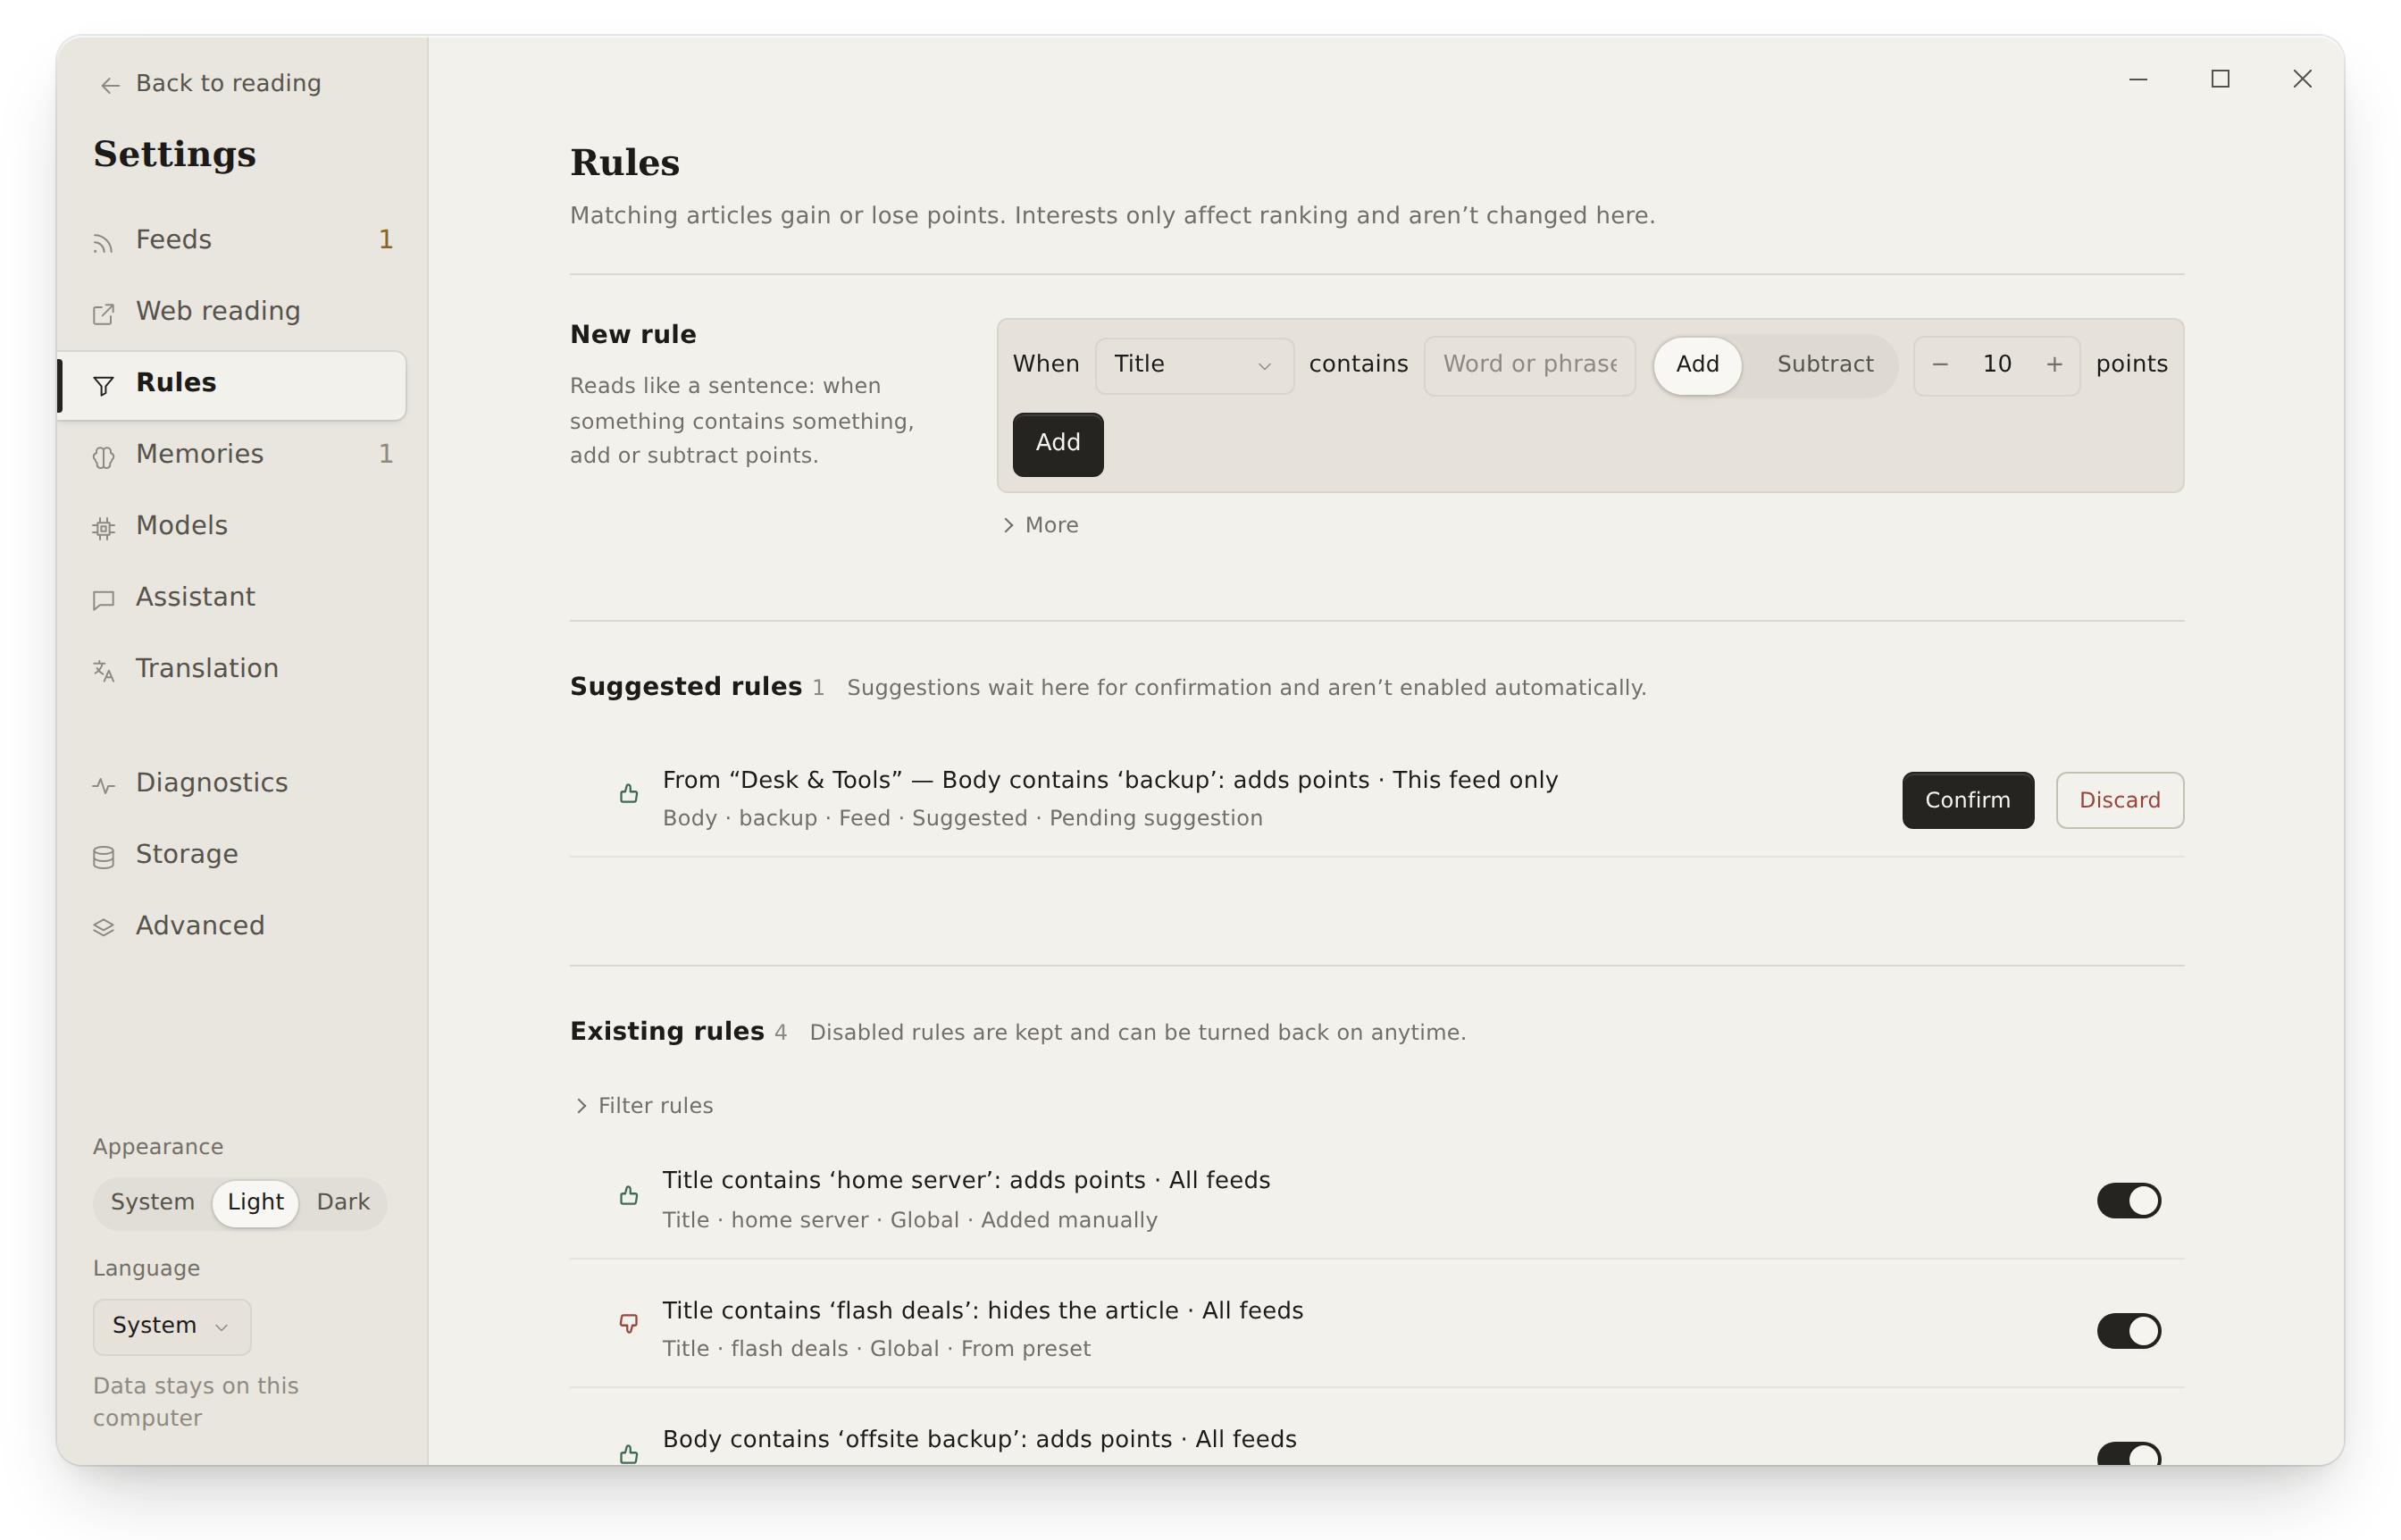 Back to reading
Settings
Feeds 1
Web reading
Rules
Memories 1
Models
Assistant
Translation
Diagnostics
Storage
Advanced
Appearance
System Light Dark
Language
System
Data stays on this
computer
Rules
Matching articles gain or lose points. Interests only affect ranking and aren’t changed here.
New rule
Reads like a sentence: when
something contains something,
add or subtract points.
When Title contains Word or phrase Add Subtract − 10 + points
Add
More
Suggested rules 1 Suggestions wait here for confirmation and aren’t enabled automatically.
From “Desk & Tools” — Body contains ‘backup’: adds points · This feed only
Body · backup · Feed · Suggested · Pending suggestion
Confirm Discard
Existing rules 4 Disabled rules are kept and can be turned back on anytime.
Filter rules
Title contains ‘home server’: adds points · All feeds
Title · home server · Global · Added manually
Title contains ‘flash deals’: hides the article · All feeds
Title · flash deals · Global · From preset
Body contains ‘offsite backup’: adds points · All feeds